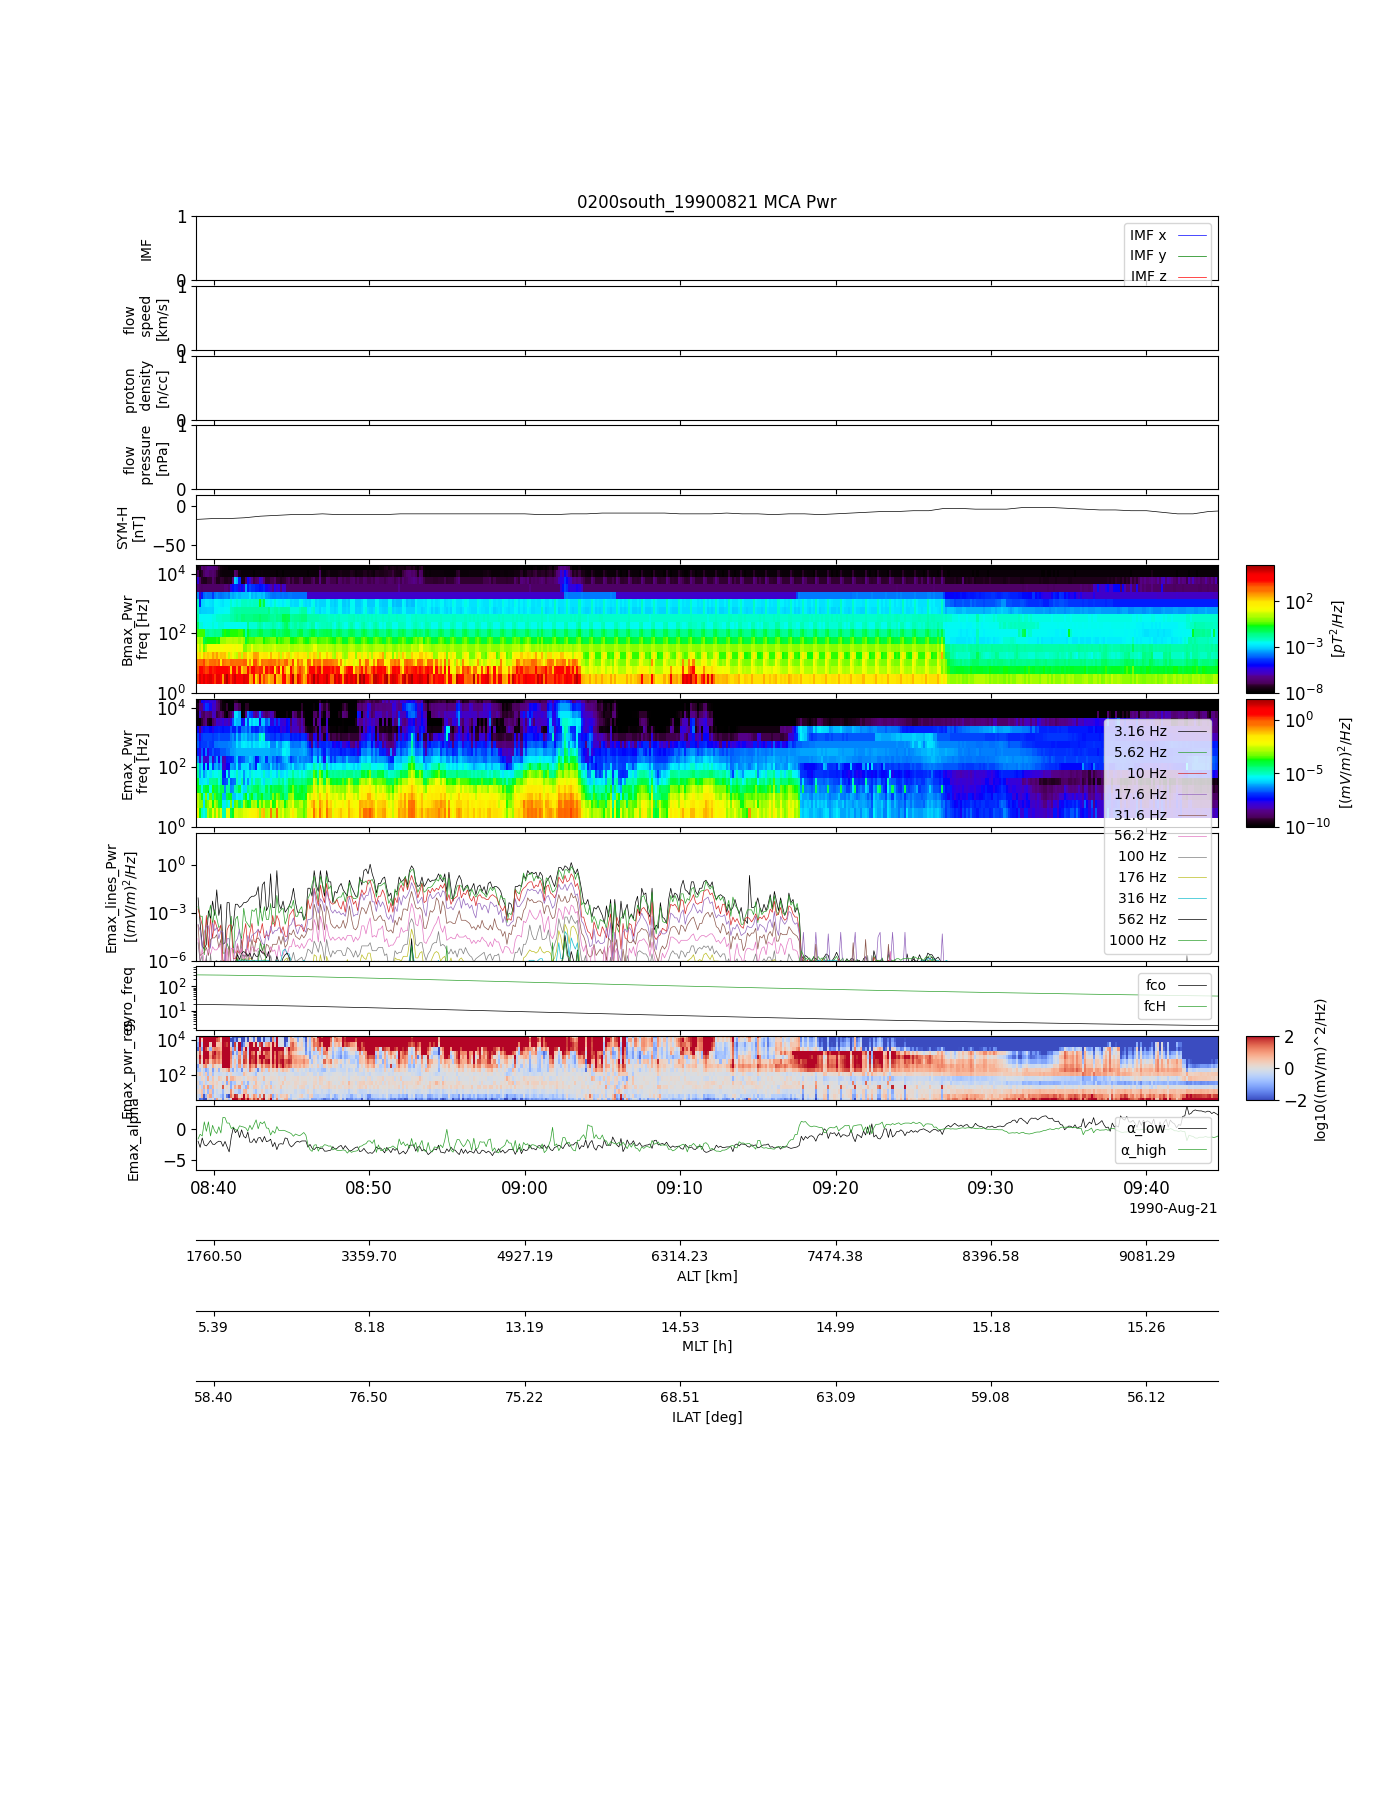 0200south_19900821 MCA Pwr
1
IMF
0
IMF x
IMF y
IMF z
1
flow
speed
[km/s]
0
1
proton
density
[n/cc]
0
1
flow
pressure
[nPa]
0
0
SYM-H
[nT]
−50
10^4
Bmax_Pwr
freq [Hz]
10^2
10^0
10^2
10^−3
10^−8
[pT^2/Hz]
10^4
Emax_Pwr
freq [Hz]
10^2
10^0
10^0
10^−5
10^−10
[(mV/m)^2/Hz]
3.16 Hz
5.62 Hz
10 Hz
17.6 Hz
31.6 Hz
56.2 Hz
100 Hz
176 Hz
316 Hz
562 Hz
1000 Hz
Emax_lines_Pwr
[(mV/m)^2/Hz]
10^0
10^−3
10^−6
gyro_freq
10^2
10^1
fco
fcH
Emax_pwr_res
10^4
10^2
2
0
−2
log10((mV/m)^2/Hz)
Emax_alpha
0
−5
α_low
α_high
08:40 08:50 09:00 09:10 09:20 09:30 09:40
1990-Aug-21
1760.50 3359.70 4927.19 6314.23 7474.38 8396.58 9081.29
ALT [km]
5.39 8.18 13.19 14.53 14.99 15.18 15.26
MLT [h]
58.40 76.50 75.22 68.51 63.09 59.08 56.12
ILAT [deg]